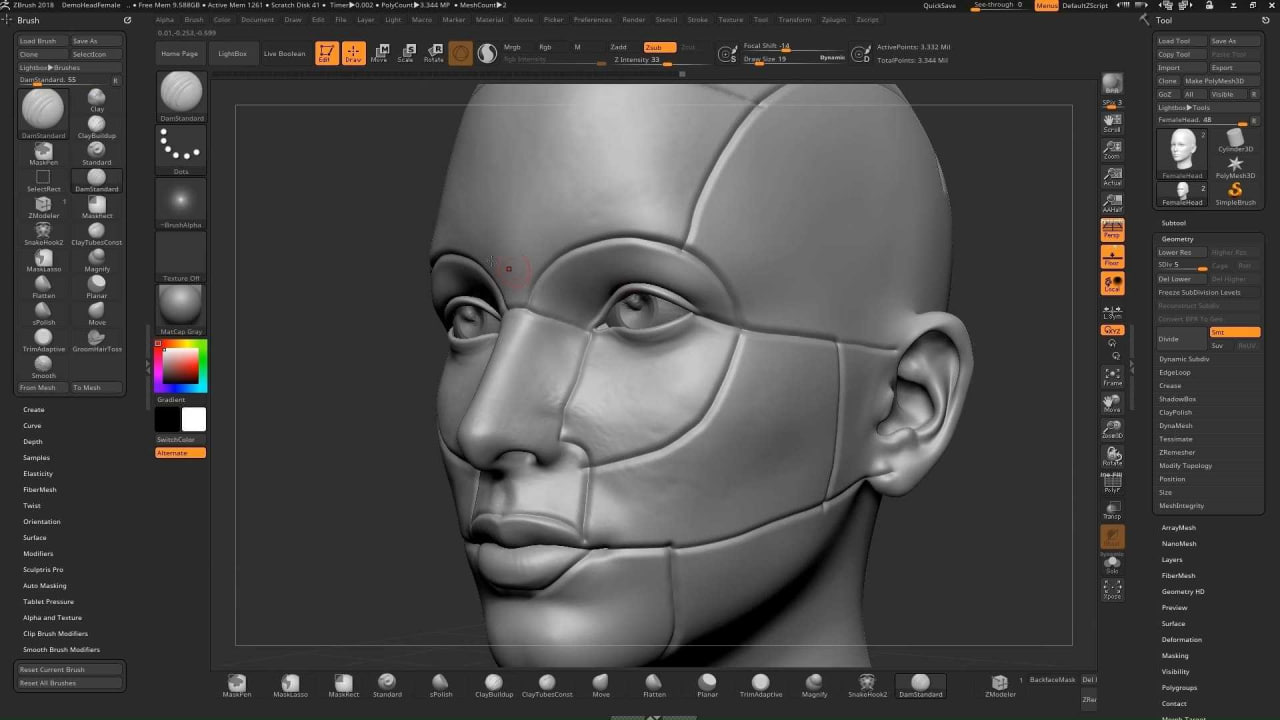 ZBrush 2018 DemoHeadFemale .. • Free Mem 9.588GB • Active Mem 1261 • Scratch Disk 41 • Timer▶0.002 • PolyCount▶3.344 MP • MeshCount▶2
QuickSave See-through 0 Menus DefaultZScript
Brush
Alpha Brush Color Document Draw Edit File Layer Light Macro Marker Material Movie Picker Preferences Render Stencil Stroke Texture Tool Transform Zplugin Zscript
Tool
0.01,-0.253,-0.599
Load Brush Save As
Clone SelectIcon
Lightbox▶Brushes
DamStandard. 55 R
DamStandard
Clay
ClayBuildup
MaskPen Standard
SelectRect DamStandard
ZModeler 1 MaskRect
SnakeHook2 ClayTubesConst
MaskLasso Magnify
Flatten Planar
sPolish Move
TrimAdaptive GroomHairToss
Smooth
From Mesh To Mesh
Create
Curve
Depth
Samples
Elasticity
FiberMesh
Twist
Orientation
Surface
Modifiers
Sculptris Pro
Auto Masking
Tablet Pressure
Alpha and Texture
Clip Brush Modifiers
Smooth Brush Modifiers
Reset Current Brush
Reset All Brushes
Home Page LightBox Live Boolean Edit Draw Move Scale Rotate
Mrgb Rgb M Zadd Zsub
Rgb Intensity Z Intensity 33
S Focal Shift -14
Draw Size 19 Dynamic
D ActivePoints: 3.332 Mil
TotalPoints: 3.344 Mil
DamStandard
Dots
~BrushAlpha
Texture Off
MatCap Gray
Gradient
SwitchColor
Alternate
BPR
SPix 3
Scroll
Zoom
Actual
AAHalf
Persp
Floor
Local
L.Sym
XYZ
Frame
Move
Zoom3D
Rotate
PolyF
Transp
Dynamic
Solo
Xpose
Load Tool Save As
Copy Tool Paste Tool
Import Export
Clone Make PolyMesh3D
GoZ All Visible R
Lightbox▶Tools
FemaleHead. 48 R
2
FemaleHead Cylinder3D
PolyMesh3D
2
FemaleHead SimpleBrush
Subtool
Geometry
Lower Res Higher Res
SDiv 5 Cage Rstr
Del Lower Del Higher
Freeze SubDivision Levels
Reconstruct Subdiv
Convert BPR To Geo
Divide Smt
Suv ReUV
Dynamic Subdiv
EdgeLoop
Crease
ShadowBox
ClayPolish
DynaMesh
Tessimate
ZRemesher
Modify Topology
Position
Size
MeshIntegrity
ArrayMesh
NanoMesh
Layers
FiberMesh
Geometry HD
Preview
Surface
Deformation
Masking
Visibility
Polygroups
Contact
Morph Target
MaskPen MaskLasso MaskRect Standard sPolish ClayBuildup ClayTubesConst Move Flatten Planar TrimAdaptive Magnify SnakeHook2 DamStandard ZModeler 1 BackfaceMask Del
ZRe